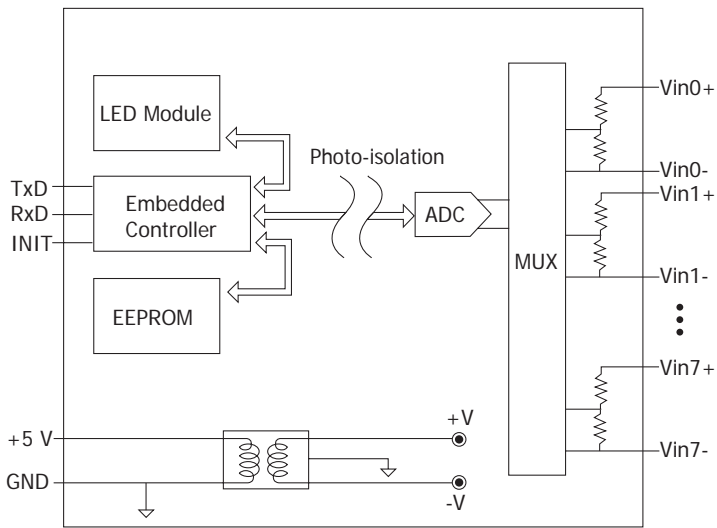 LED Module
Photo-isolation
TxD
RxD
INIT
Embedded
Controller
ADC
MUX
EEPROM
Vin0+
Vin0-
Vin1+
Vin1-
Vin7+
Vin7-
+5 V
GND
+V
-V